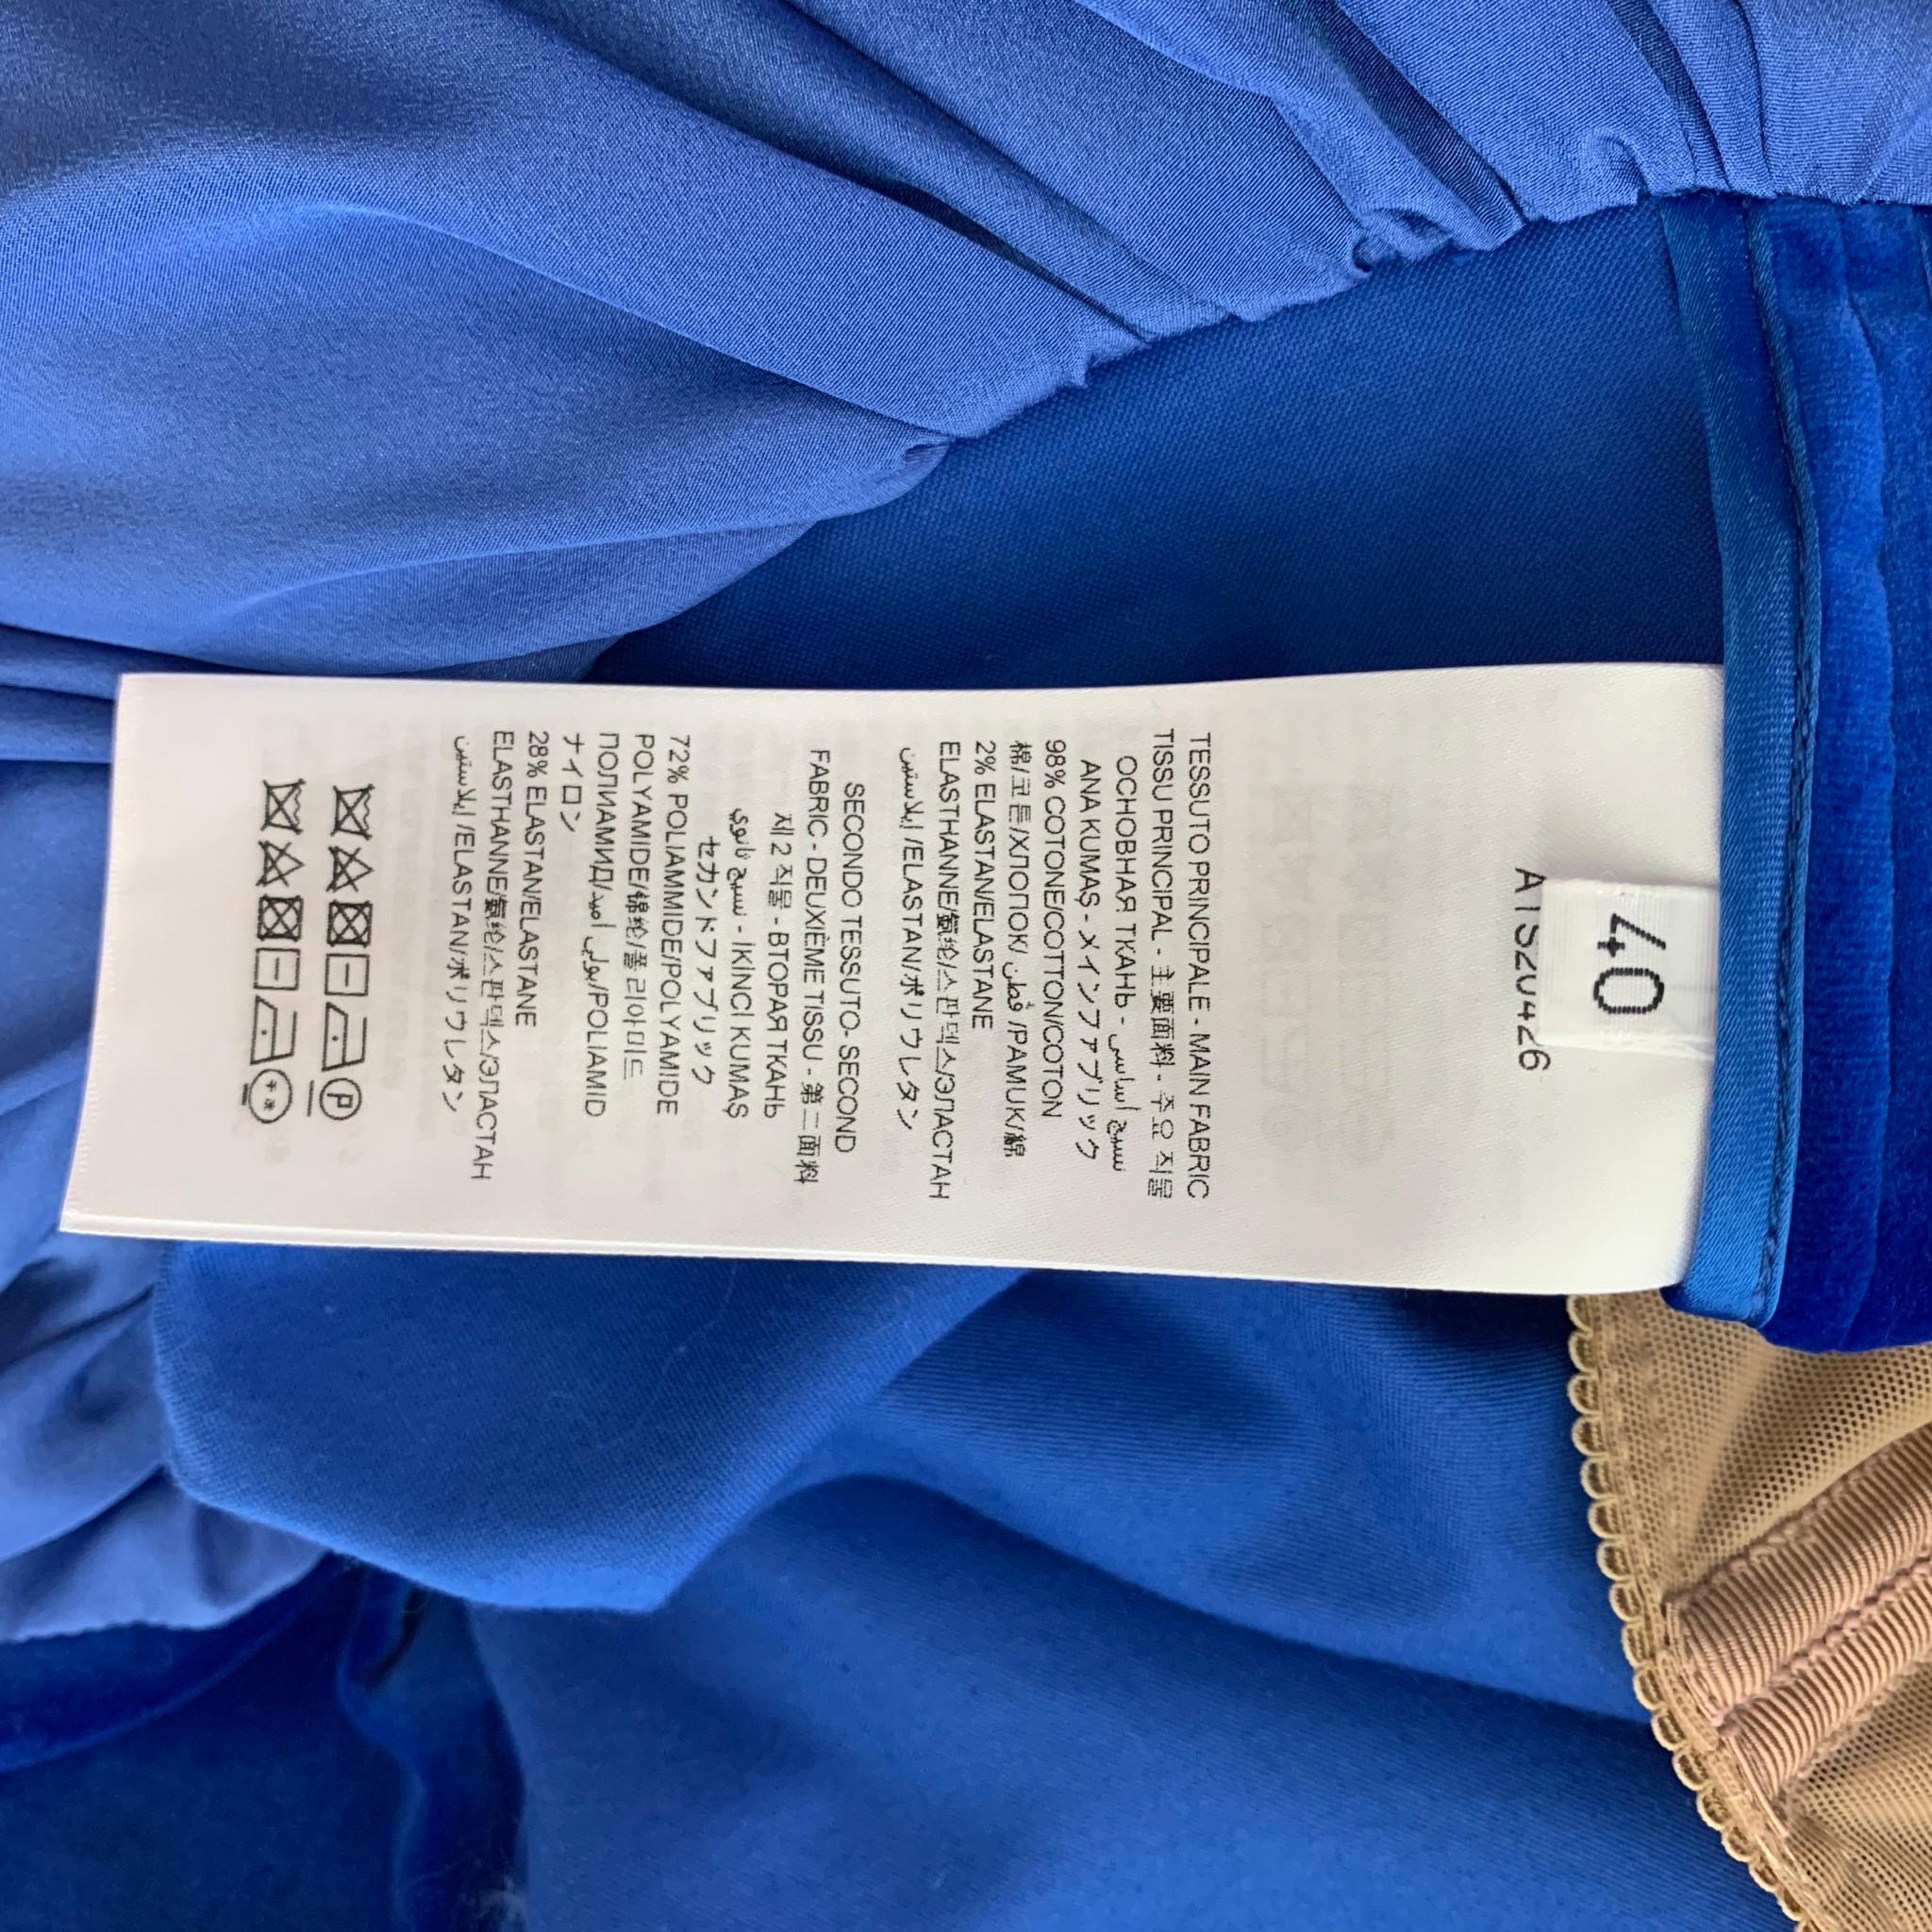 40
TESSUTO PRINCIPALE - MAIN FABRIC
TISSU PRINCIPAL - 主要面料 - 주요 직물
ОСНОВНАЯ ТКАНЬ - نسيج أساسي
ANA KUMAŞ - メインファブリック
98% COTONE/COTTON/COTON
棉/코튼/ХЛОПОК/ قطن /PAMUK/綿
2% ELASTAN/ELASTANE
ELASTHANNE/氨纶/스판덱스/ЭЛАСТАН
إيلاستين /ELASTAN/ポリウレタン
SECONDO TESSUTO- SECOND
FABRIC - DEUXIÈME TISSU - 第二面料
제 2 직물 - ВТОРАЯ ТКАНЬ
نسيج ثانوي - İKİNCİ KUMAŞ
セカンドファブリック
72% POLIAMMIDE/POLYAMIDE
POLYAMIDE/锦纶/폴리아미드
ПОЛИАМИД/بولي أميد/POLIAMID
ナイロン
28% ELASTAN/ELASTANE
ELASTHANNE/氨纶/스판덱스/ЭЛАСТАН
إيلاستين /ELASTAN/ポリウレタン
P